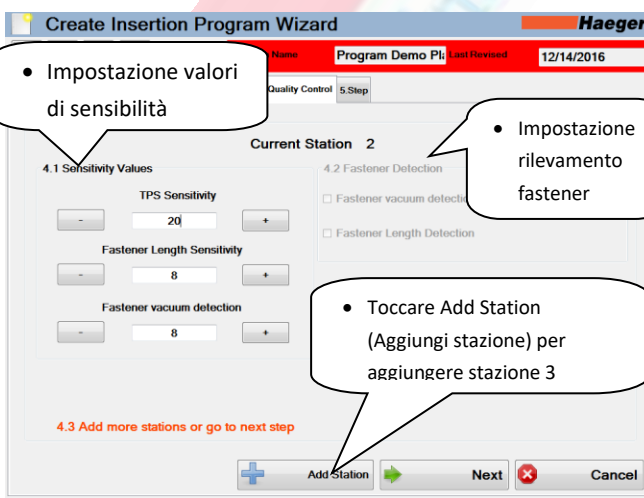 Create Insertion Program Wizard
Haeger
Name
Program Demo Pl
Last Revised
12/14/2016
• Impostazione valori
di sensibilità
Quality Control
5.Step
Current Station 2
• Impostazione
rilevamento
fastener
4.1 Sensitivity Values
4.2 Fastener Detection
TPS Sensitivity
- 20 +
Fastener vacuum detecti
Fastener Length Sensitivity
Fastener Length Detection
- 8 +
Fastener vacuum detection
- 8 +
• Toccare Add Station
(Aggiungi stazione) per
aggiungere stazione 3
4.3 Add more stations or go to next step
Add Station
Next
Cancel